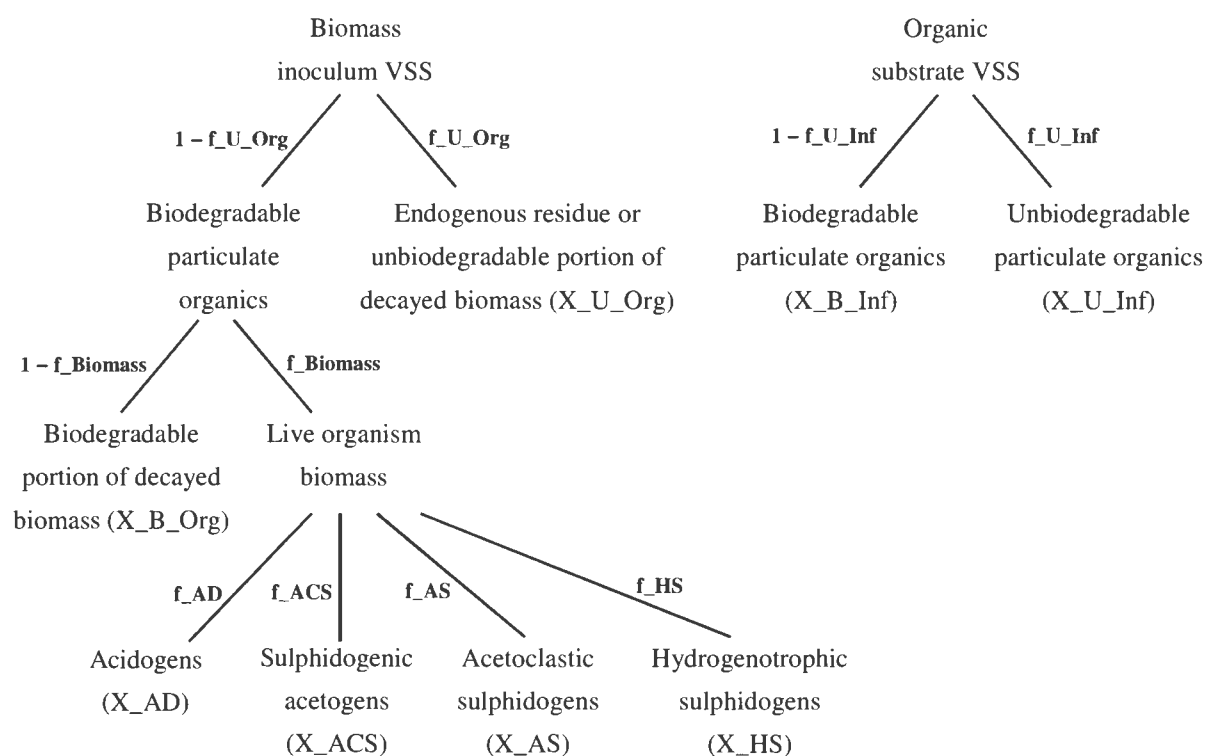 Biomass
inoculum VSS
Organic
substrate VSS
1 – f_U_Org
f_U_Org
1 – f_U_Inf
f_U_Inf
Biodegradable
particulate
organics
Endogenous residue or
unbiodegradable portion of
decayed biomass (X_U_Org)
Biodegradable
particulate organics
(X_B_Inf)
Unbiodegradable
particulate organics
(X_U_Inf)
1 – f_Biomass
f_Biomass
Biodegradable
portion of decayed
biomass (X_B_Org)
Live organism
biomass
f_AD
f_ACS
f_AS
f_HS
Acidogens
(X_AD)
Sulphidogenic
acetogens
(X_ACS)
Acetoclastic
sulphidogens
(X_AS)
Hydrogenotrophic
sulphidogens
(X_HS)